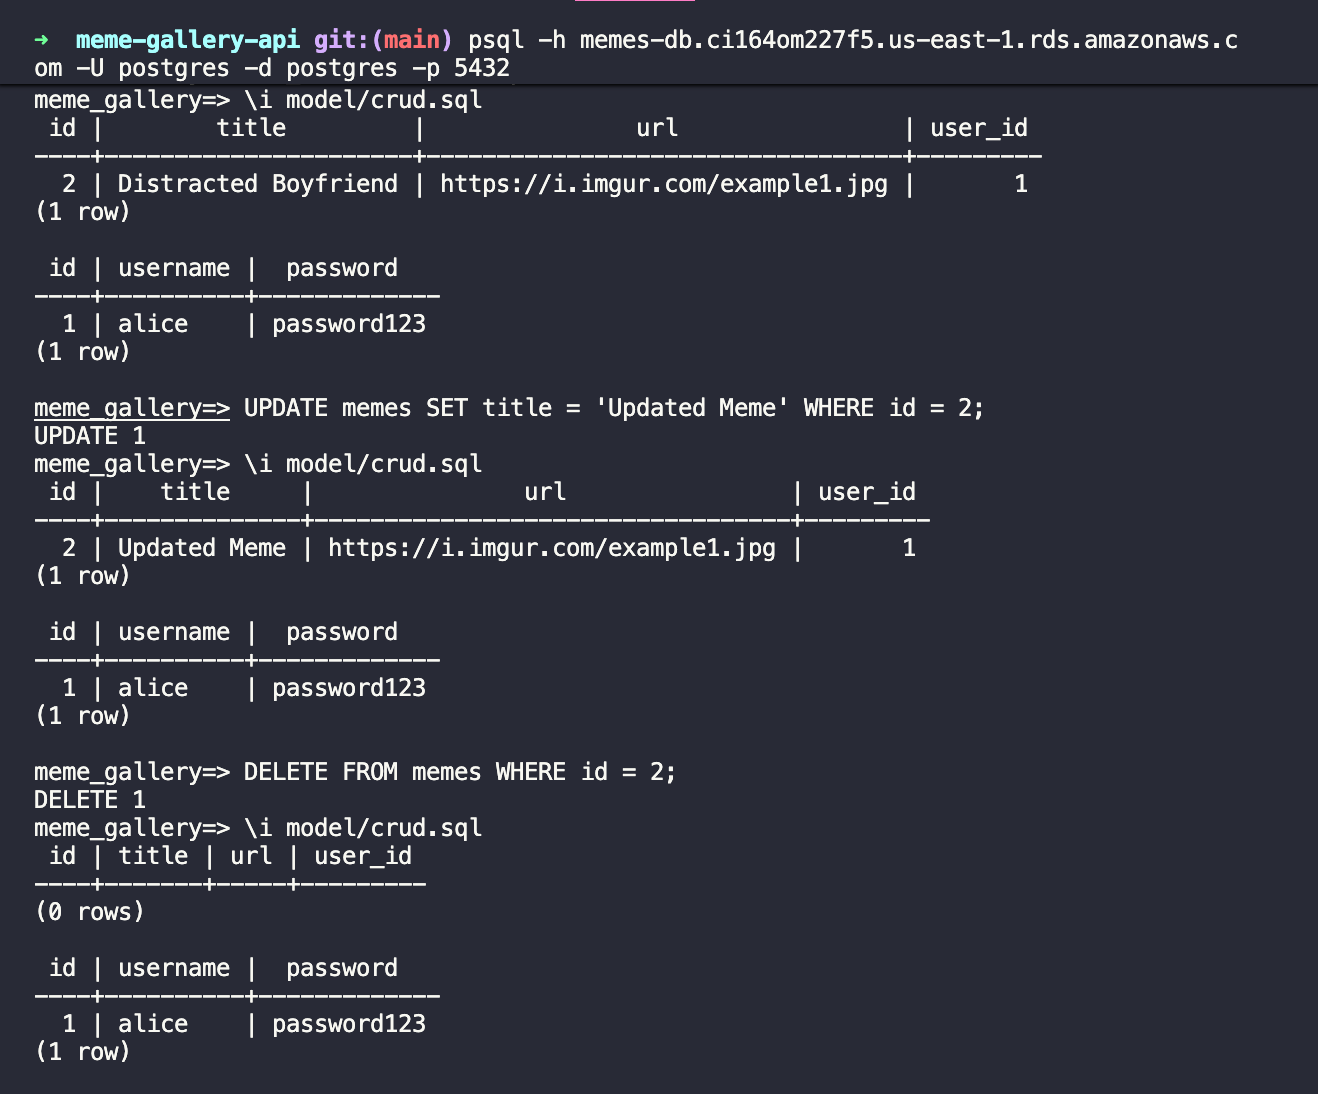 ➜  meme-gallery-api git:(main) psql -h memes-db.ci164om227f5.us-east-1.rds.amazonaws.c
om -U postgres -d postgres -p 5432
meme_gallery=> \i model/crud.sql
 id |        title         |               url                | user_id
----+----------------------+----------------------------------+---------
  2 | Distracted Boyfriend | https://i.imgur.com/example1.jpg |       1
(1 row)

 id | username |  password
----+----------+-------------
  1 | alice    | password123
(1 row)

meme_gallery=> UPDATE memes SET title = 'Updated Meme' WHERE id = 2;
UPDATE 1
meme_gallery=> \i model/crud.sql
 id |    title     |               url                | user_id
----+--------------+----------------------------------+---------
  2 | Updated Meme | https://i.imgur.com/example1.jpg |       1
(1 row)

 id | username |  password
----+----------+-------------
  1 | alice    | password123
(1 row)

meme_gallery=> DELETE FROM memes WHERE id = 2;
DELETE 1
meme_gallery=> \i model/crud.sql
 id | title | url | user_id
----+-------+-----+---------
(0 rows)

 id | username |  password
----+----------+-------------
  1 | alice    | password123
(1 row)